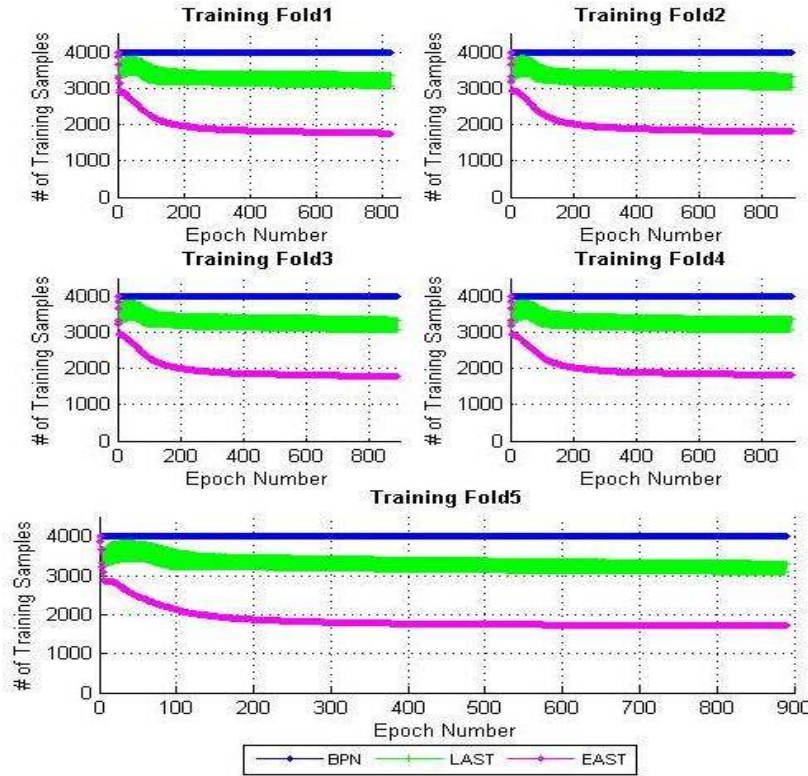 Training Fold1
# of Training Samples
4000
3000
2000
1000
0
0 200 400 600 800
Epoch Number
Training Fold2
# of Training Samples
4000
3000
2000
1000
0
0 200 400 600 800
Epoch Number
Training Fold3
# of Training Samples
4000
3000
2000
1000
0
0 200 400 600 800
Epoch Number
Training Fold4
# of Training Samples
4000
3000
2000
1000
0
0 200 400 600 800
Epoch Number
Training Fold5
# of Training Samples
5000
4000
3000
2000
1000
0
0 100 200 300 400 500 600 700 800 900
Epoch Number
BPN LAST EAST